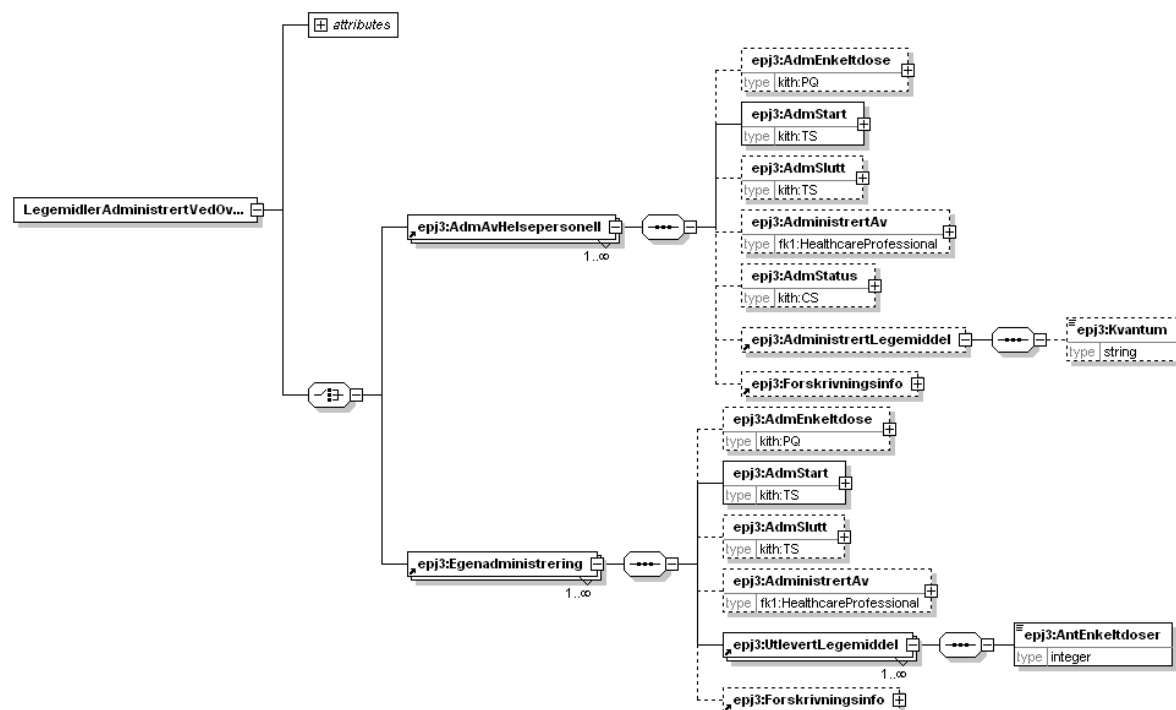 attributes
LegemidlerAdministrertVedOv...
epj3:AdmAvHelsepersonell
1..∞
epj3:AdmEnkeltdose
type kith:PQ
epj3:AdmStart
type kith:TS
epj3:AdmSlutt
type kith:TS
epj3:AdministrertAv
type fk1:HealthcareProfessional
epj3:AdmStatus
type kith:CS
epj3:AdministrertLegemiddel
epj3:Kvantum
type string
epj3:Forskrivningsinfo
epj3:Egenadministrering
1..∞
epj3:AdmEnkeltdose
type kith:PQ
epj3:AdmStart
type kith:TS
epj3:AdmSlutt
type kith:TS
epj3:AdministrertAv
type fk1:HealthcareProfessional
epj3:UtlevertLegemiddel
1..∞
epj3:AntEnkeltdoser
type integer
epj3:Forskrivningsinfo